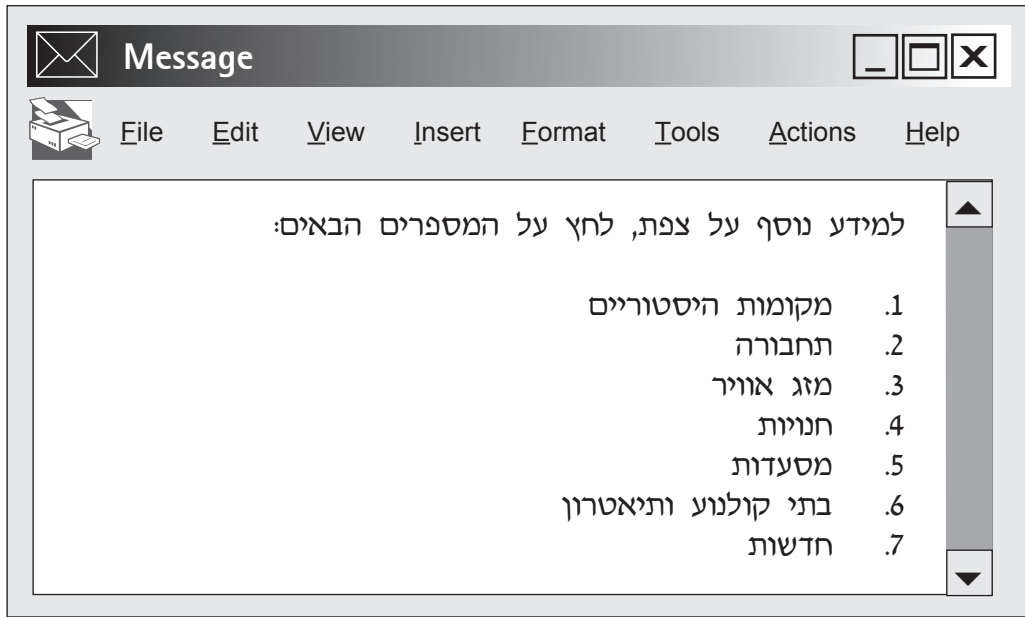 Message
File Edit View Insert Format Tools Actions Help
למידע נוסף על צפת, לחץ על המספרים הבאים:
1. מקומות היסטוריים
2. תחבורה
3. מזג אוויר
4. חנויות
5. מסעדות
6. בתי קולנוע ותיאטרון
7. חדשות